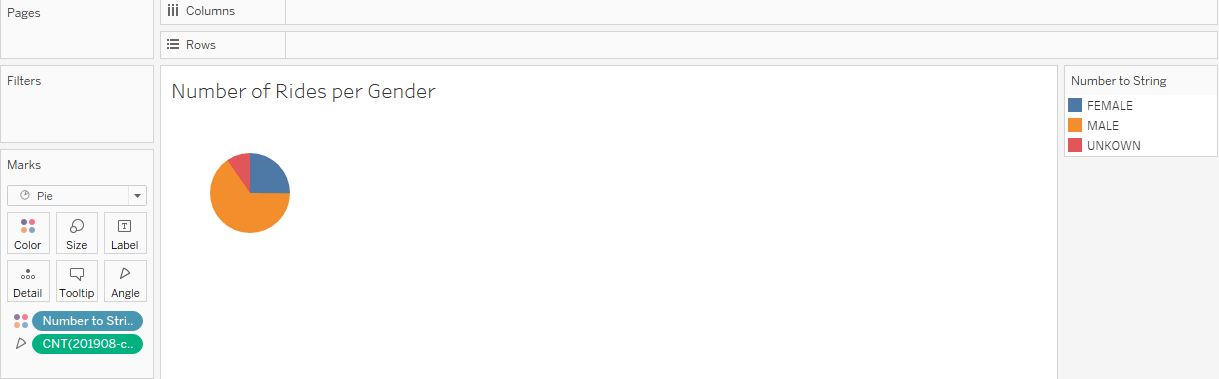 Pages
Columns
Rows
Filters
Number of Rides per Gender
Number to String
FEMALE
MALE
UNKOWN
Marks
Pie
Color Size Label
Detail Tooltip Angle
Number to Stri..
CNT(201908-c..